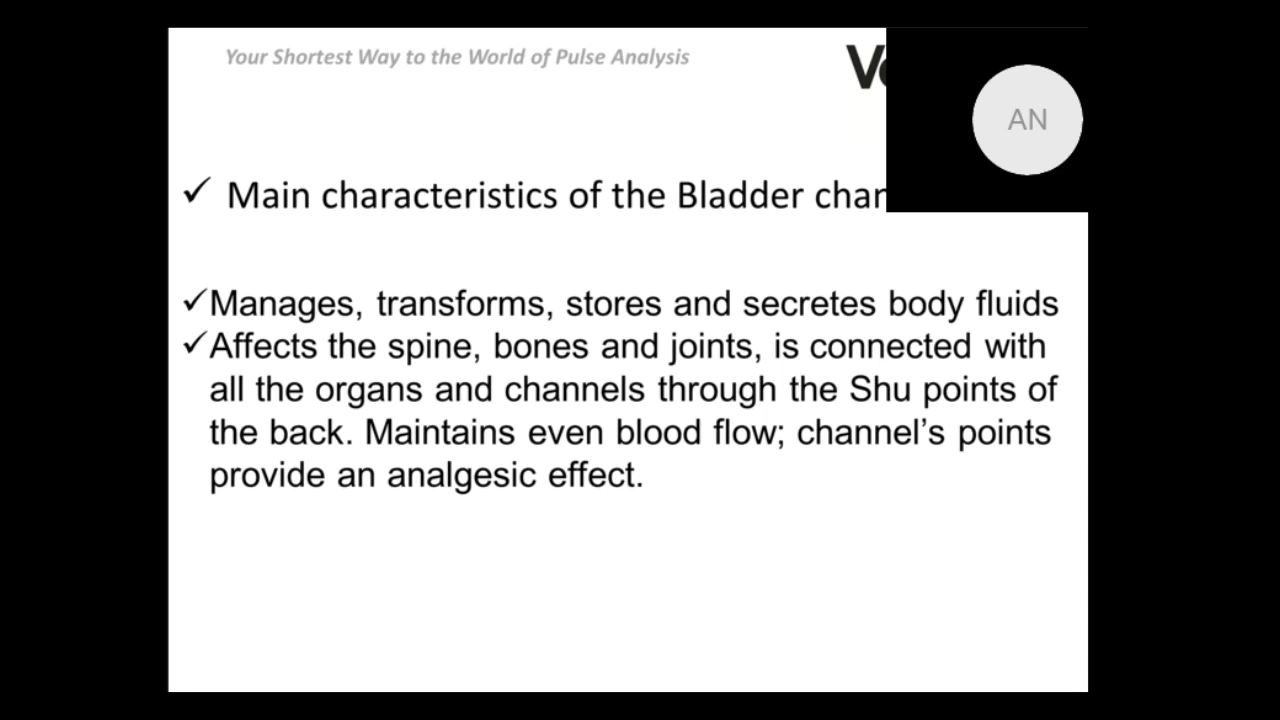 Your Shortest Way to the World of Pulse Analysis
AN
✓ Main characteristics of the Bladder
✓Manages, transforms, stores and secretes body fluids
✓Affects the spine, bones and joints, is connected with
all the organs and channels through the Shu points of
the back. Maintains even blood flow; channel’s points
provide an analgesic effect.